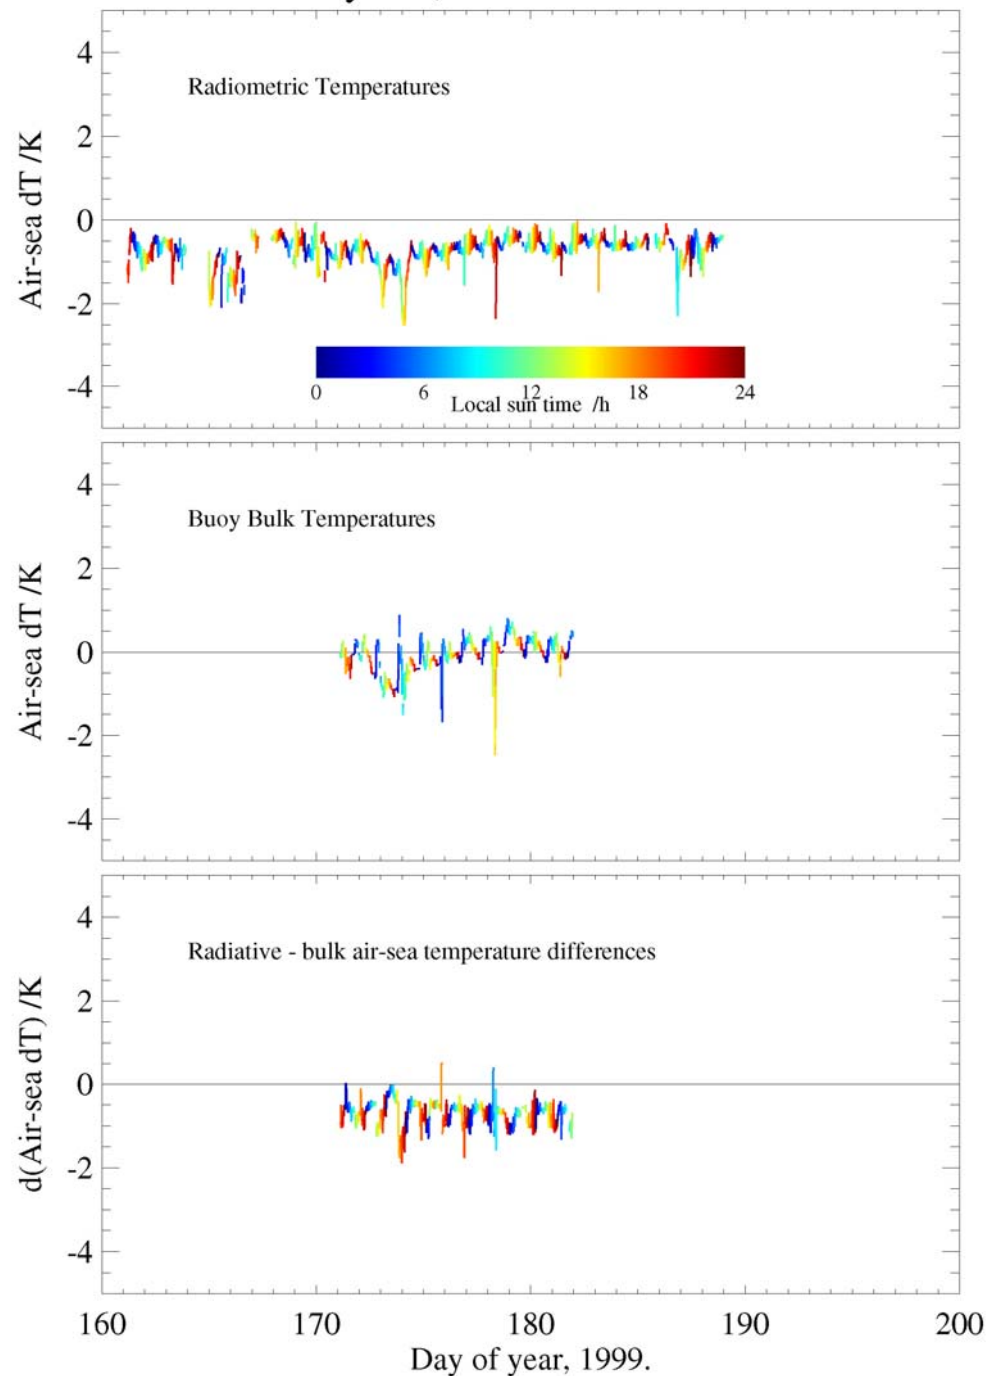 4
2
0
-2
-4
Air-sea dT /K
Radiometric Temperatures
0 6 12 18 24
Local sun time /h
4
2
0
-2
-4
Air-sea dT /K
Buoy Bulk Temperatures
4
2
0
-2
-4
d(Air-sea dT) /K
Radiative - bulk air-sea temperature differences
160 170 180 190 200
Day of year, 1999.